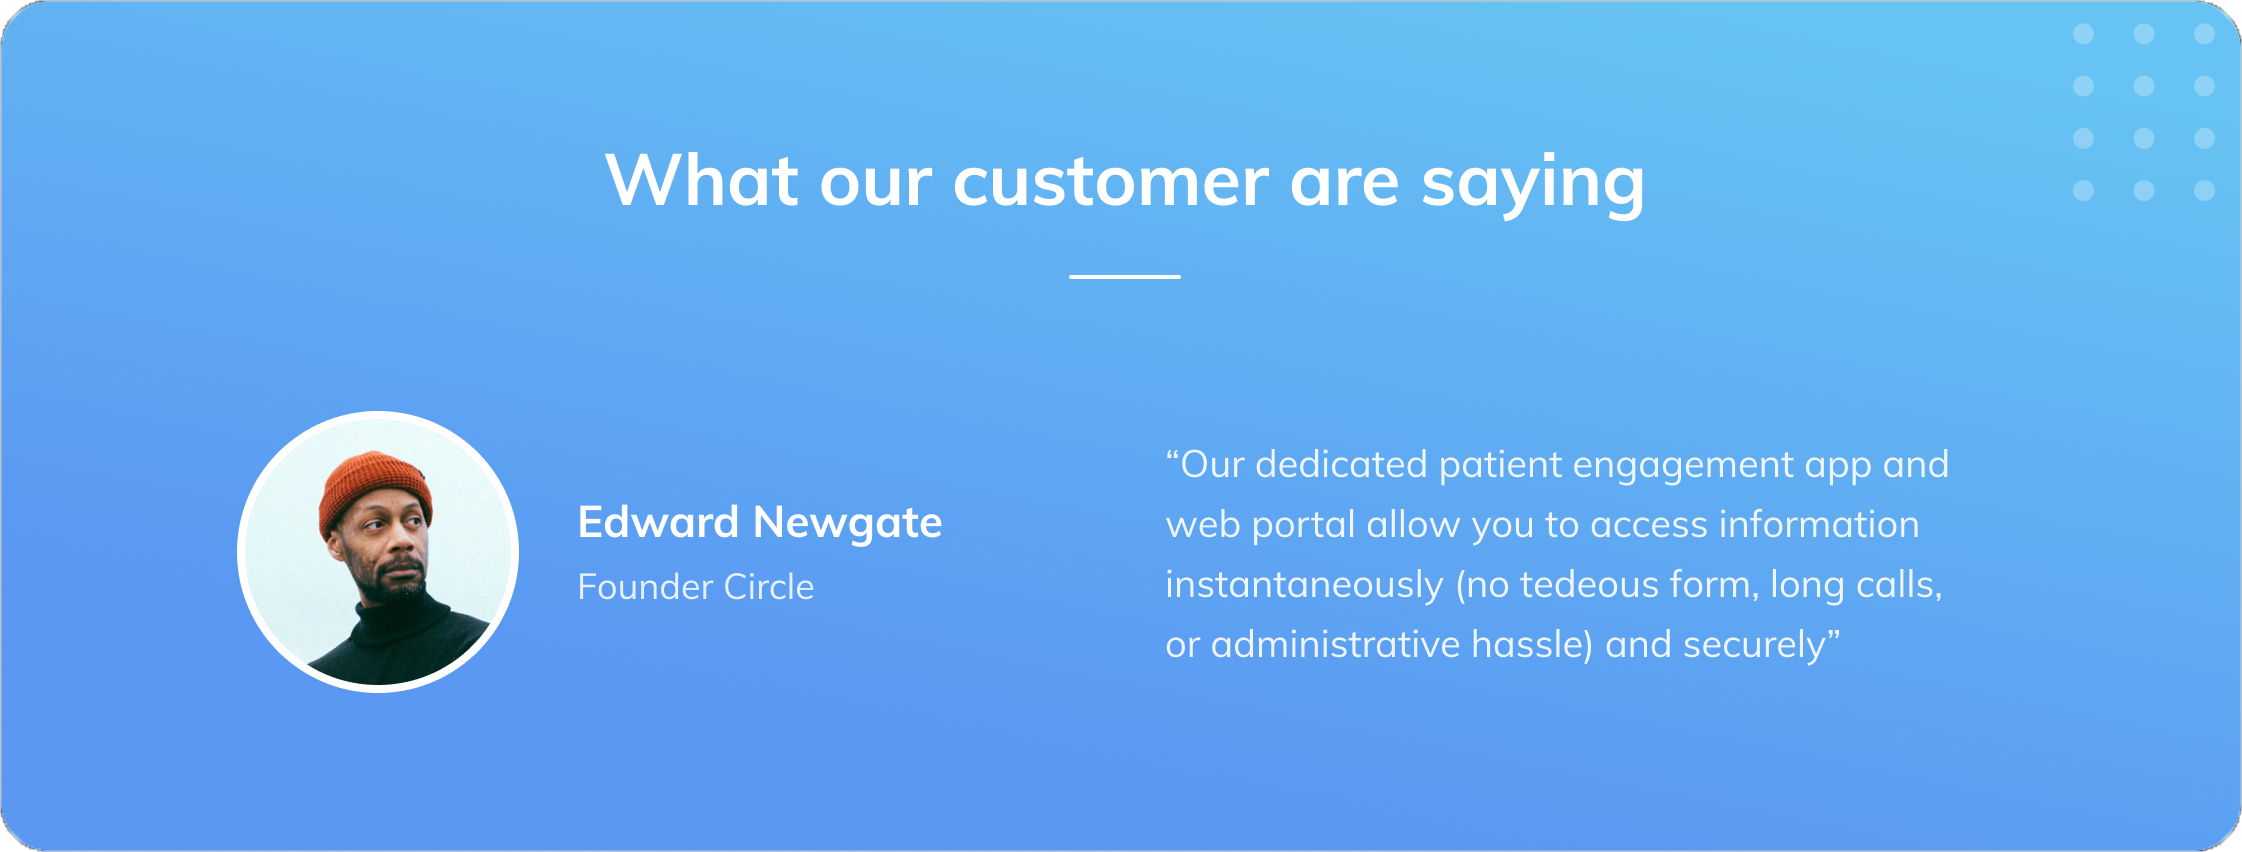 What our customer are saying
Edward Newgate
Founder Circle
“Our dedicated patient engagement app and
web portal allow you to access information
instantaneously (no tedeous form, long calls,
or administrative hassle) and securely”